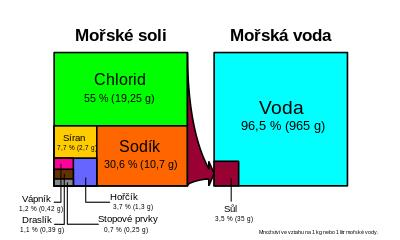 Mořské soli
Mořská voda
Chlorid
55 % (19,25 g)
Síran
7,7 % (2,7 g)
Sodík
30,6 % (10,7 g)
Voda
96,5 % (965 g)
Vápník
1,2 % (0,42 g)
Draslík
1,1 % (0,39 g)
Hořčík
3,7 % (1,3 g)
Stopové prvky
0,7 % (0,25 g)
Sůl
3,5 % (35 g)
Množství ve vztahu na 1 kg nebo 1 litr mořské vody.